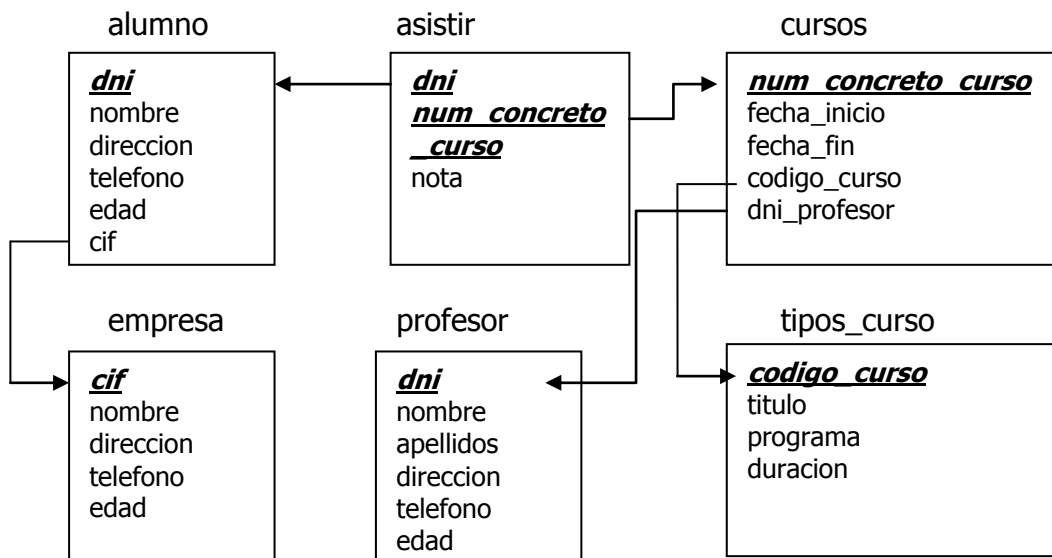 alumno
dni
nombre
direccion
telefono
edad
cif
asistir
dni
num_concreto
_curso
nota
cursos
num_concreto_curso
fecha_inicio
fecha_fin
codigo_curso
dni_profesor
empresa
cif
nombre
direccion
telefono
edad
profesor
dni
nombre
apellidos
direccion
telefono
edad
tipos_curso
codigo_curso
titulo
programa
duracion